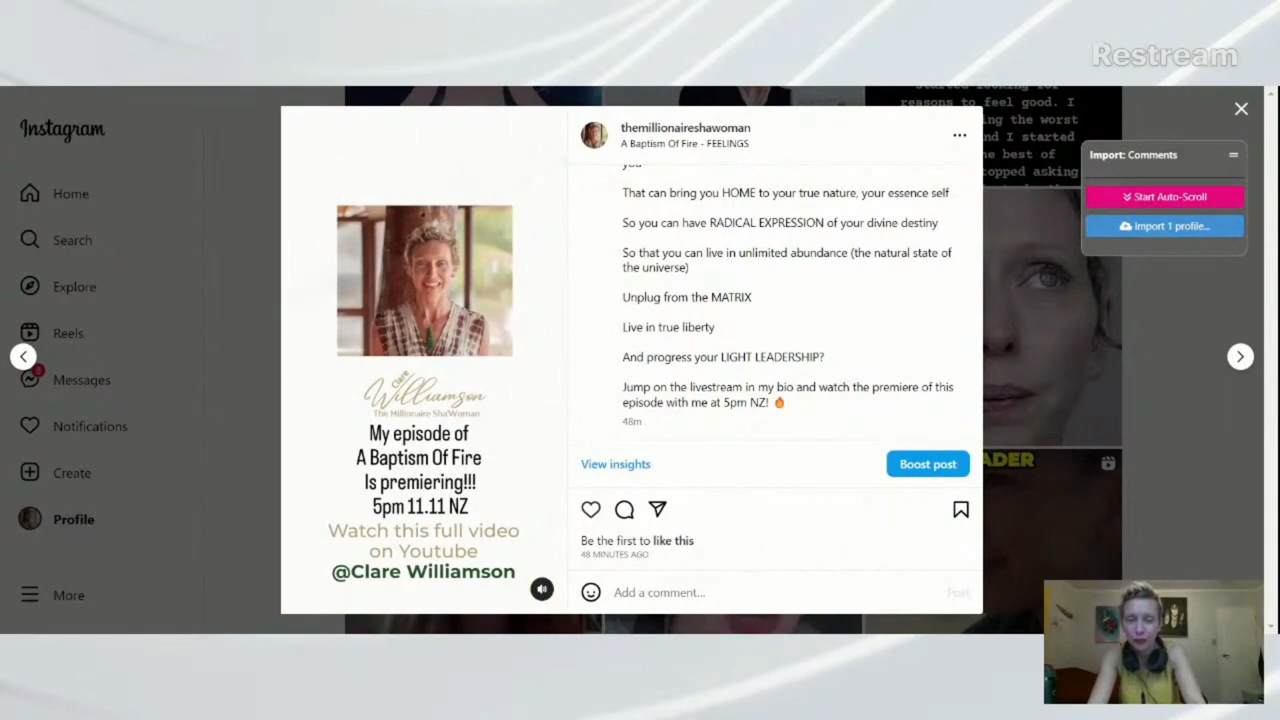 Restream
started looking for
reasons to feel good. I
ing the worst
nd I started
e best of
topped asking
Instagram
Home
Search
Explore
Reels
8
Messages
Notifications
Create
Profile
More
Clare
Williamson
The Millionaire Sha'Woman
My episode of
A Baptism Of Fire
Is premiering!!!
5pm 11.11 NZ
Watch this full video
on Youtube
@Clare Williamson
themillionaireshawoman
A Baptism Of Fire - FEELINGS
you
That can bring you HOME to your true nature, your essence self
So you can have RADICAL EXPRESSION of your divine destiny
So that you can live in unlimited abundance (the natural state of
the universe)
Unplug from the MATRIX
Live in true liberty
And progress your LIGHT LEADERSHIP?
Jump on the livestream in my bio and watch the premiere of this
episode with me at 5pm NZ! 🔥
48m
View insights
Boost post
Be the first to like this
48 MINUTES AGO
Add a comment...
Post
Import: Comments
Start Auto-Scroll
Import 1 profile...
ADER